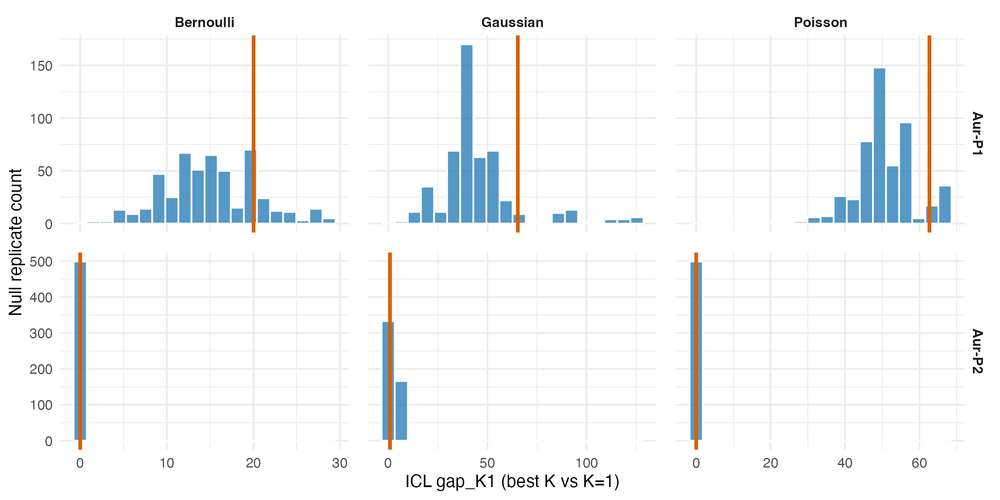 Bernoulli Gaussian Poisson
150
100
50
0
Aur-P1
500
400
300
200
100
0
Aur-P2
0 10 20 30 0 50 100 0 20 40 60
ICL gap_K1 (best K vs K=1)
Null replicate count